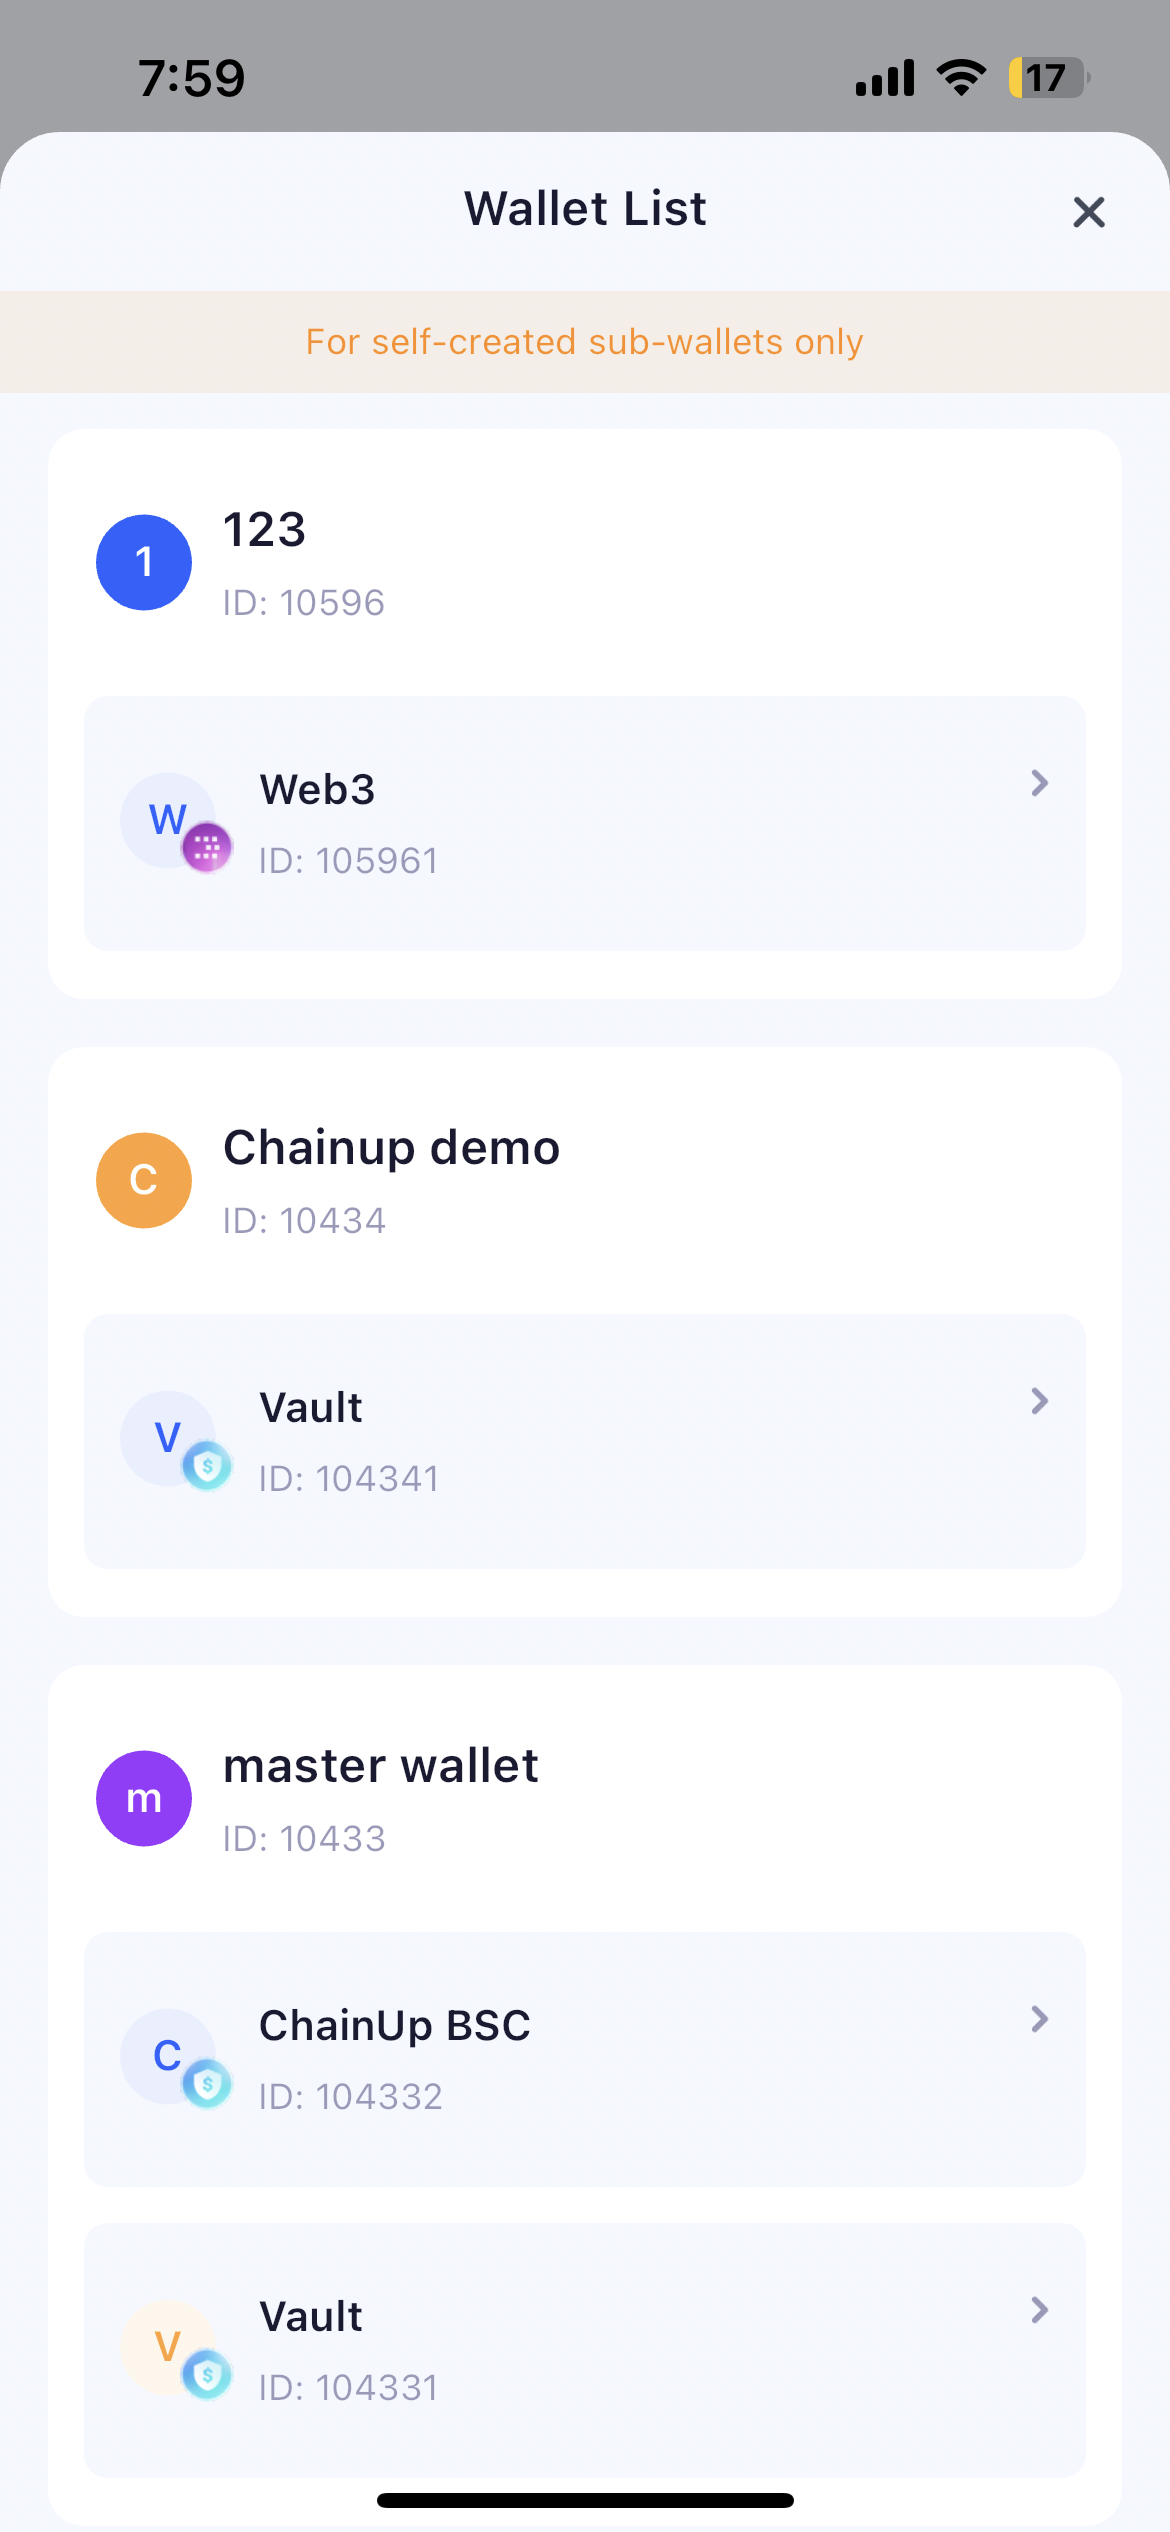 7:59
17
Wallet List
For self-created sub-wallets only
1
123
ID: 10596
W
Web3
ID: 105961
C
Chainup demo
ID: 10434
V
Vault
ID: 104341
m
master wallet
ID: 10433
C
ChainUp BSC
ID: 104332
V
Vault
ID: 104331